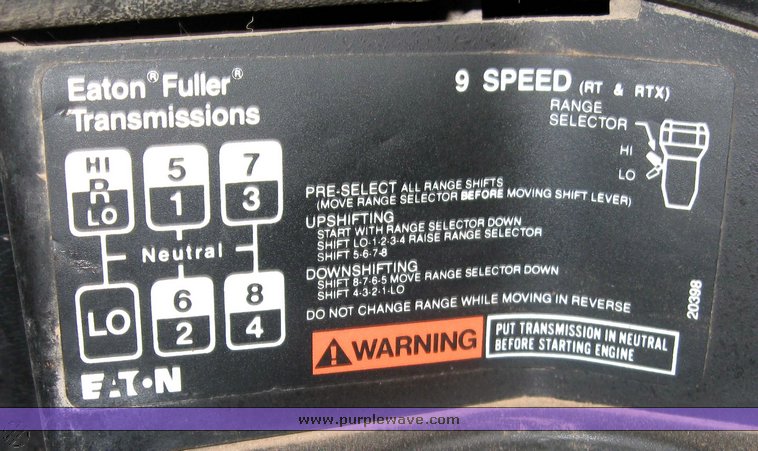 Eaton® Fuller®
Transmissions
9 SPEED (RT & RTX)
RANGE
SELECTOR
HI
LO
HI
R
LO
5
1
7
3
Neutral
LO
6
2
8
4
PRE-SELECT ALL RANGE SHIFTS
(MOVE RANGE SELECTOR BEFORE MOVING SHIFT LEVER)
UPSHIFTING
START WITH RANGE SELECTOR DOWN
SHIFT LO-1-2-3-4 RAISE RANGE SELECTOR
SHIFT 5-6-7-8
DOWNSHIFTING
SHIFT 8-7-6-5 MOVE RANGE SELECTOR DOWN
SHIFT 4-3-2-1-LO
DO NOT CHANGE RANGE WHILE MOVING IN REVERSE
20398
WARNING
PUT TRANSMISSION IN NEUTRAL
BEFORE STARTING ENGINE
EATON
www.purplewave.com